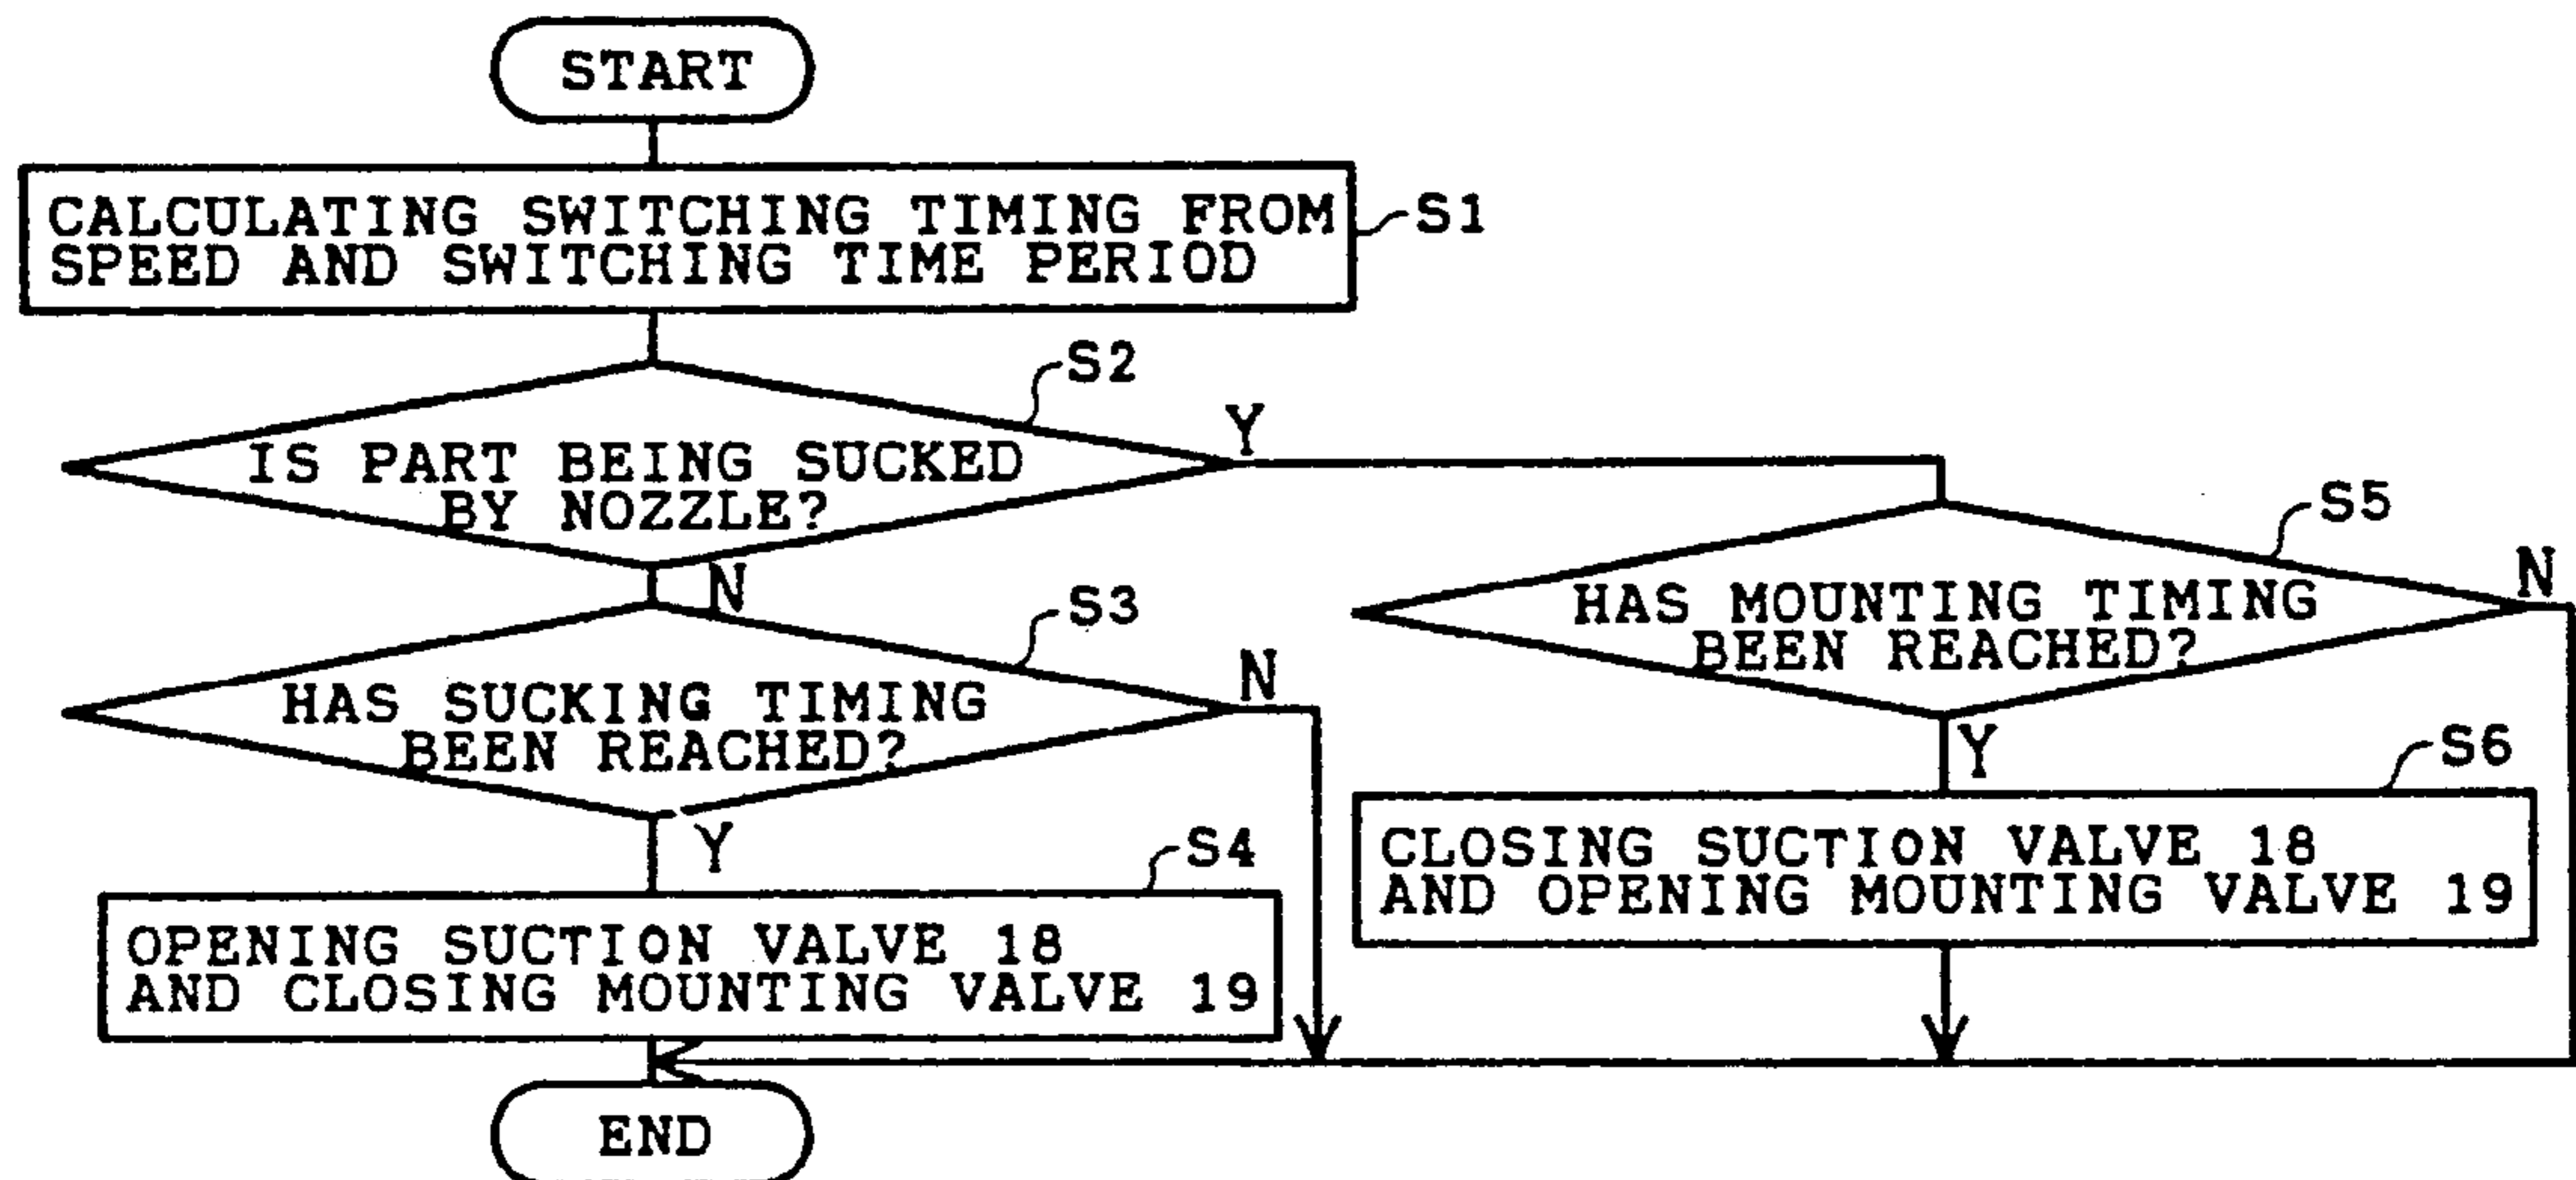 START
CALCULATING SWITCHING TIMING FROM
SPEED AND SWITCHING TIME PERIOD
S1
S2
IS PART BEING SUCKED
BY NOZZLE?
Y
N
S3
HAS SUCKING TIMING
BEEN REACHED?
N
Y
S4
OPENING SUCTION VALVE 18
AND CLOSING MOUNTING VALVE 19
S5
HAS MOUNTING TIMING
BEEN REACHED?
N
Y
S6
CLOSING SUCTION VALVE 18
AND OPENING MOUNTING VALVE 19
END